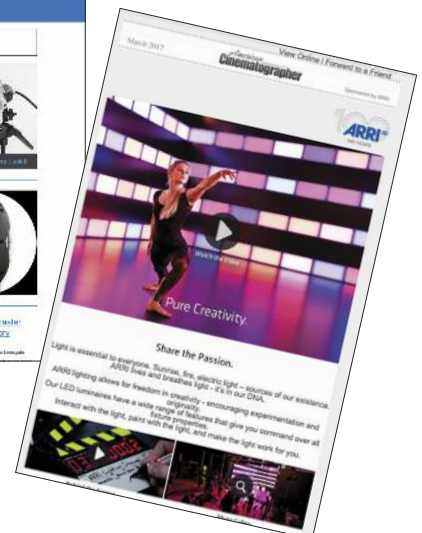 March 2017
View Online | Forward to a Friend
American
Cinematographer
Sponsored by ARRI
100
ARRI
100 YEARS
Watch the Video
Pure Creativity.
Share the Passion.
Light is essential to everyone. Sunrise, fire, electric light – sources of our existence.
ARRI lives and breathes light - it's in our DNA.
ARRI lighting allows for freedom in creativity - encouraging experimentation and
originality.
Our LED luminaires have a wide range of features that give you command over all
fixture properties.
Interact with the light, paint with the light, and make the light work for you.